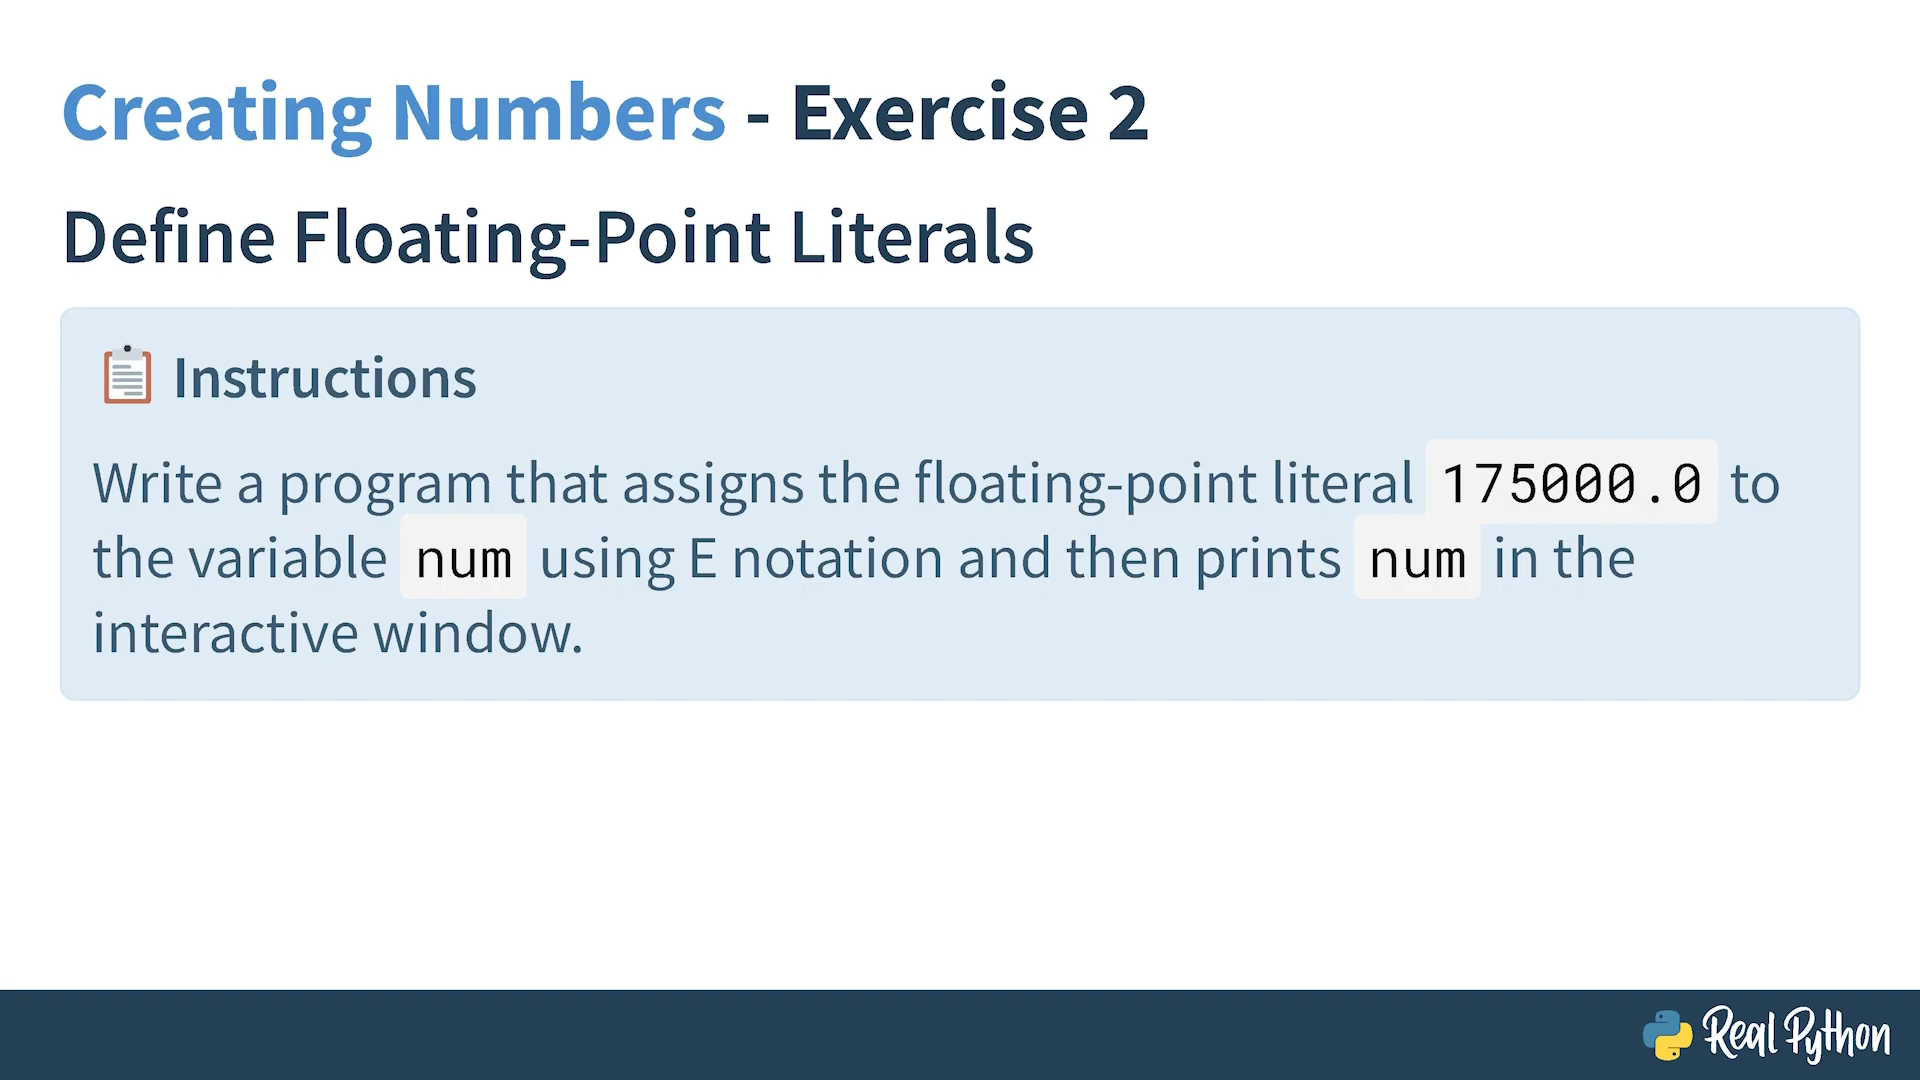 Creating Numbers - Exercise 2
Define Floating-Point Literals
Instructions
Write a program that assigns the floating-point literal 175000.0 to
the variable num using E notation and then prints num in the
interactive window.
Real Python